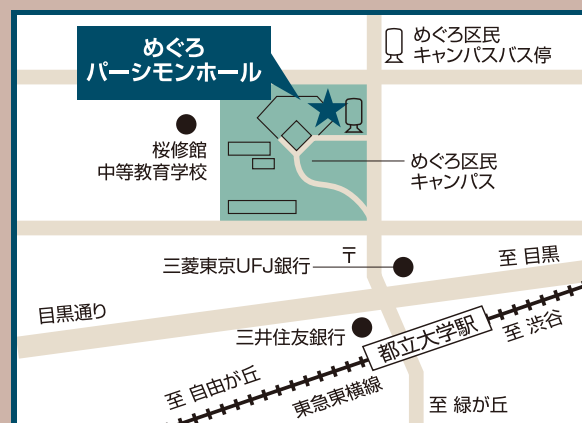 めぐろ
パーシモンホール
めぐろ区民
キャンパスバス停
桜修館
中等教育学校
めぐろ区民
キャンパス
〒
三菱東京UFJ銀行
至 目黒
目黒通り
三井住友銀行
都立大学駅
至 渋谷
至 自由が丘
東急東横線
至 緑が丘